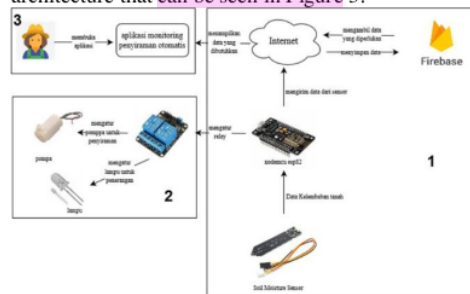 architecture that can be seen in Figure 3.
3
membuka
aplikasi
aplikasi monitoring
penyiraman otomatis
menampilkan
data yang
dibutuhkan
Internet
mengambil data
yang diperlukan
menyimpan data
Firebase
mengirim data dari sensor
mengatur
pompa untuk
penyiraman
pompa
mengatur
lampu untuk
penerangan
lampu
2
mengatur
relay
nodemcu esp82
1
Data Kelembaban tanah
Soil Moisture Sensor